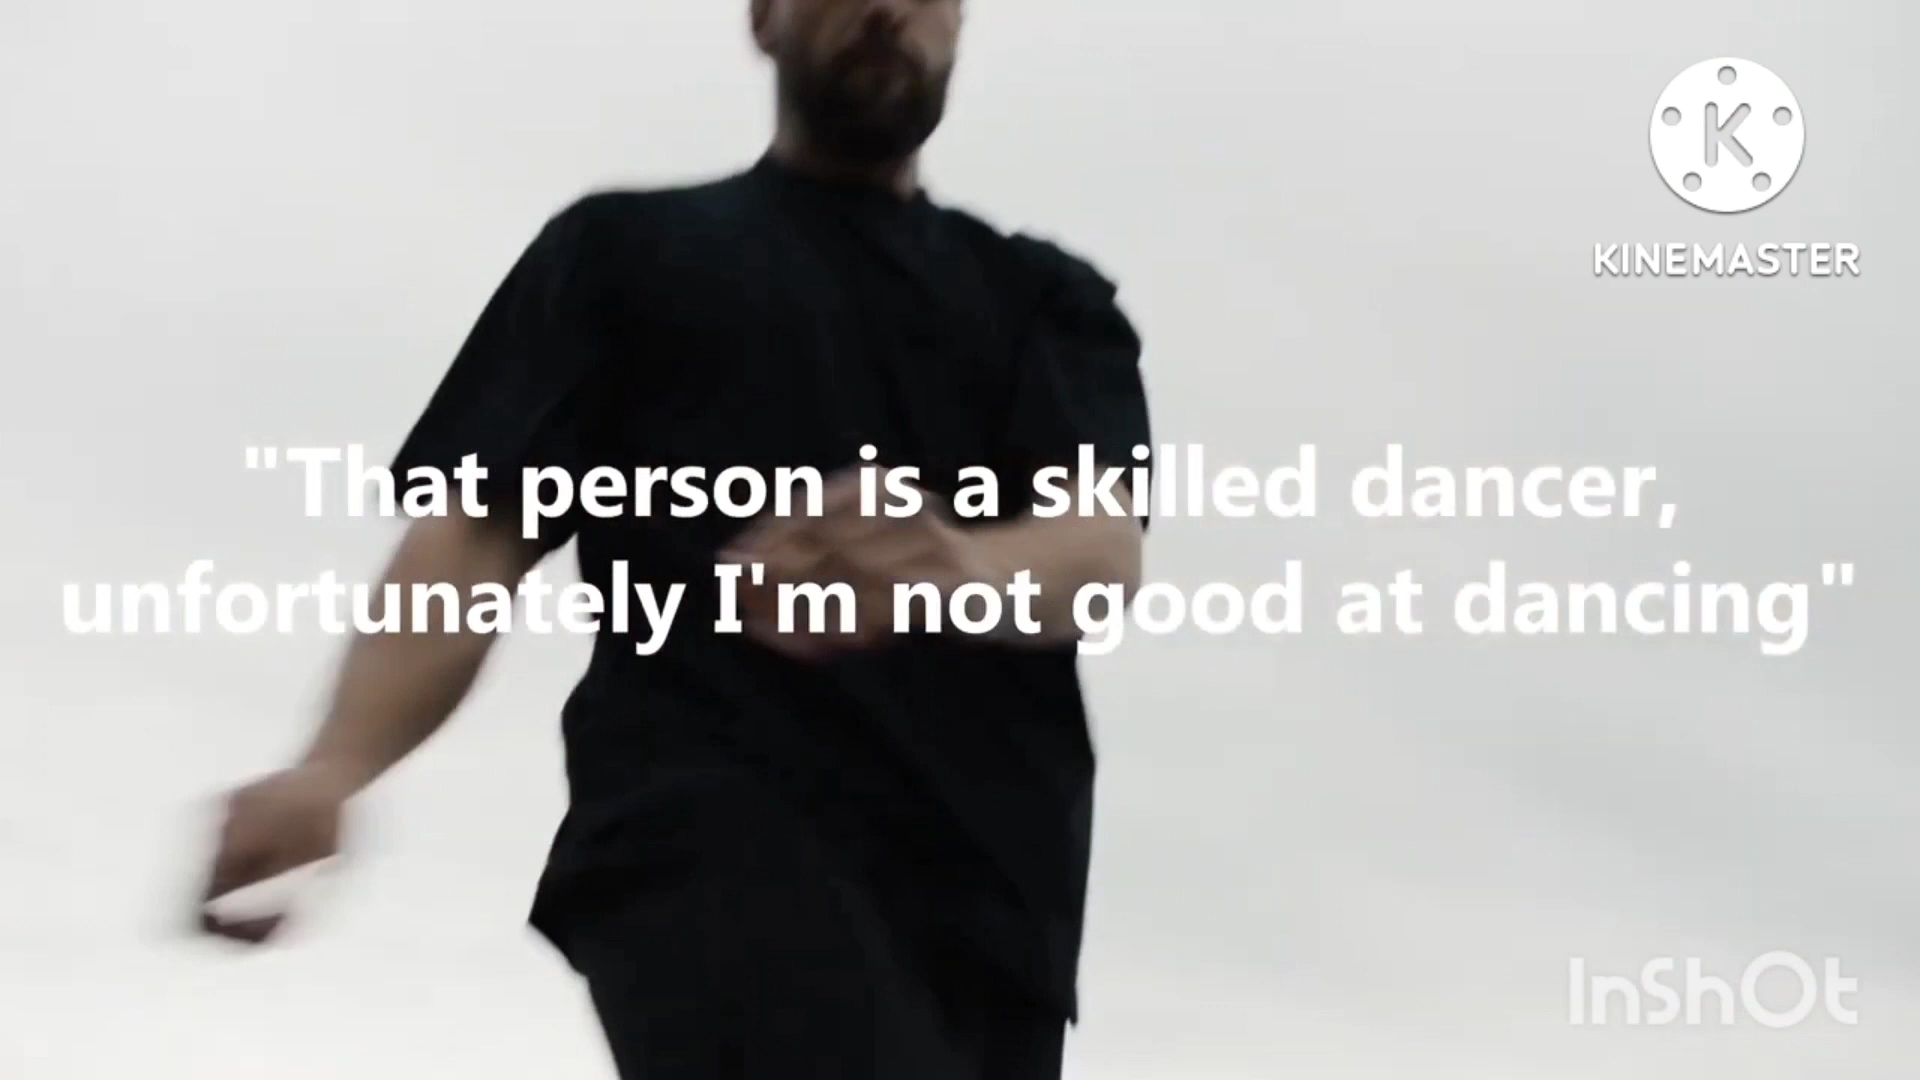 K
KINEMASTER
"That person is a skilled dancer,
unfortunately I'm not good at dancing"
InShOt